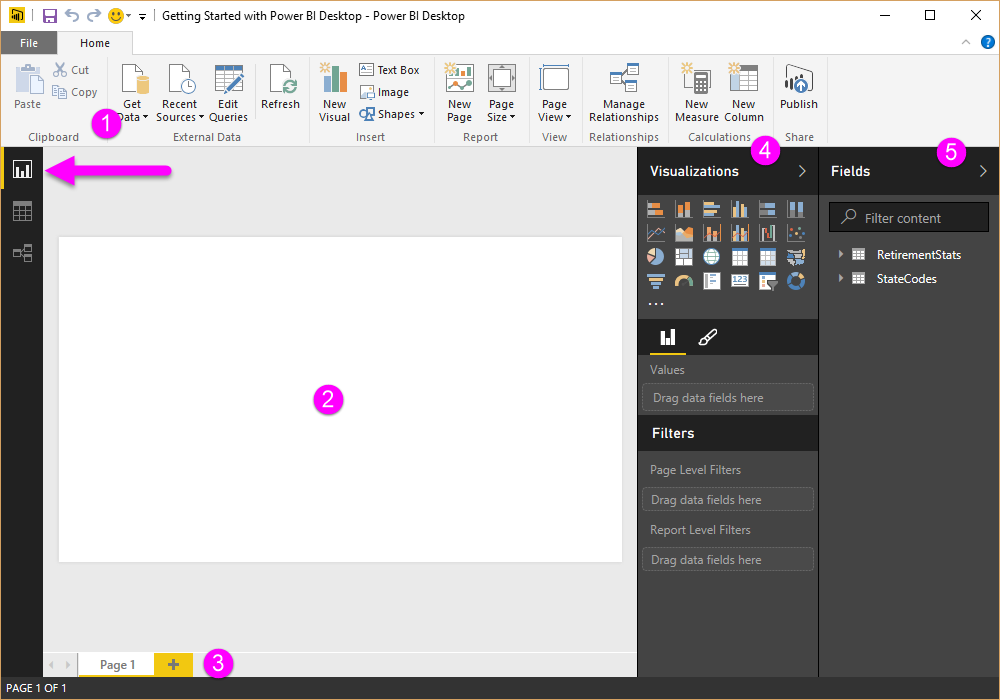 Getting Started with Power BI Desktop - Power BI Desktop
File
Home
?
Paste
Cut
Copy
Clipboard
1
Get Data
Recent Sources
Edit Queries
Refresh
External Data
New Visual
Text Box
Image
Shapes
Insert
New Page
Page Size
Report
Page View
View
Manage Relationships
Relationships
New Measure
New Column
Calculations
Publish
Share
4
5
Visualizations
Fields
Filter content
RetirementStats
StateCodes
123
...
Values
Drag data fields here
Filters
Page Level Filters
Drag data fields here
Report Level Filters
Drag data fields here
2
Page 1
+
3
PAGE 1 OF 1